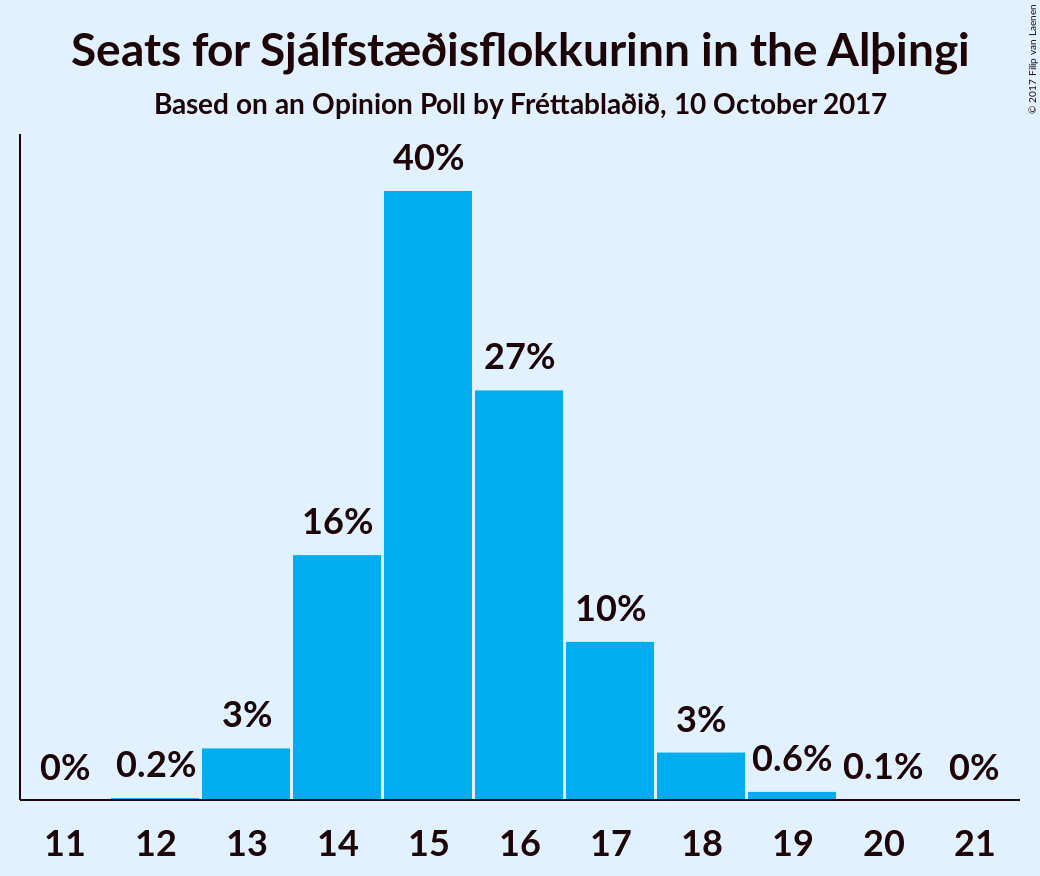 Seats for Sjálfstæðisflokkurinn in the Alþingi
Based on an Opinion Poll by Fréttablaðið, 10 October 2017
© 2017 Filip van Laenen
40%
27%
16%
10%
3%
3%
0%
0.2%
0.6%
0.1%
0%
11 12 13 14 15 16 17 18 19 20 21